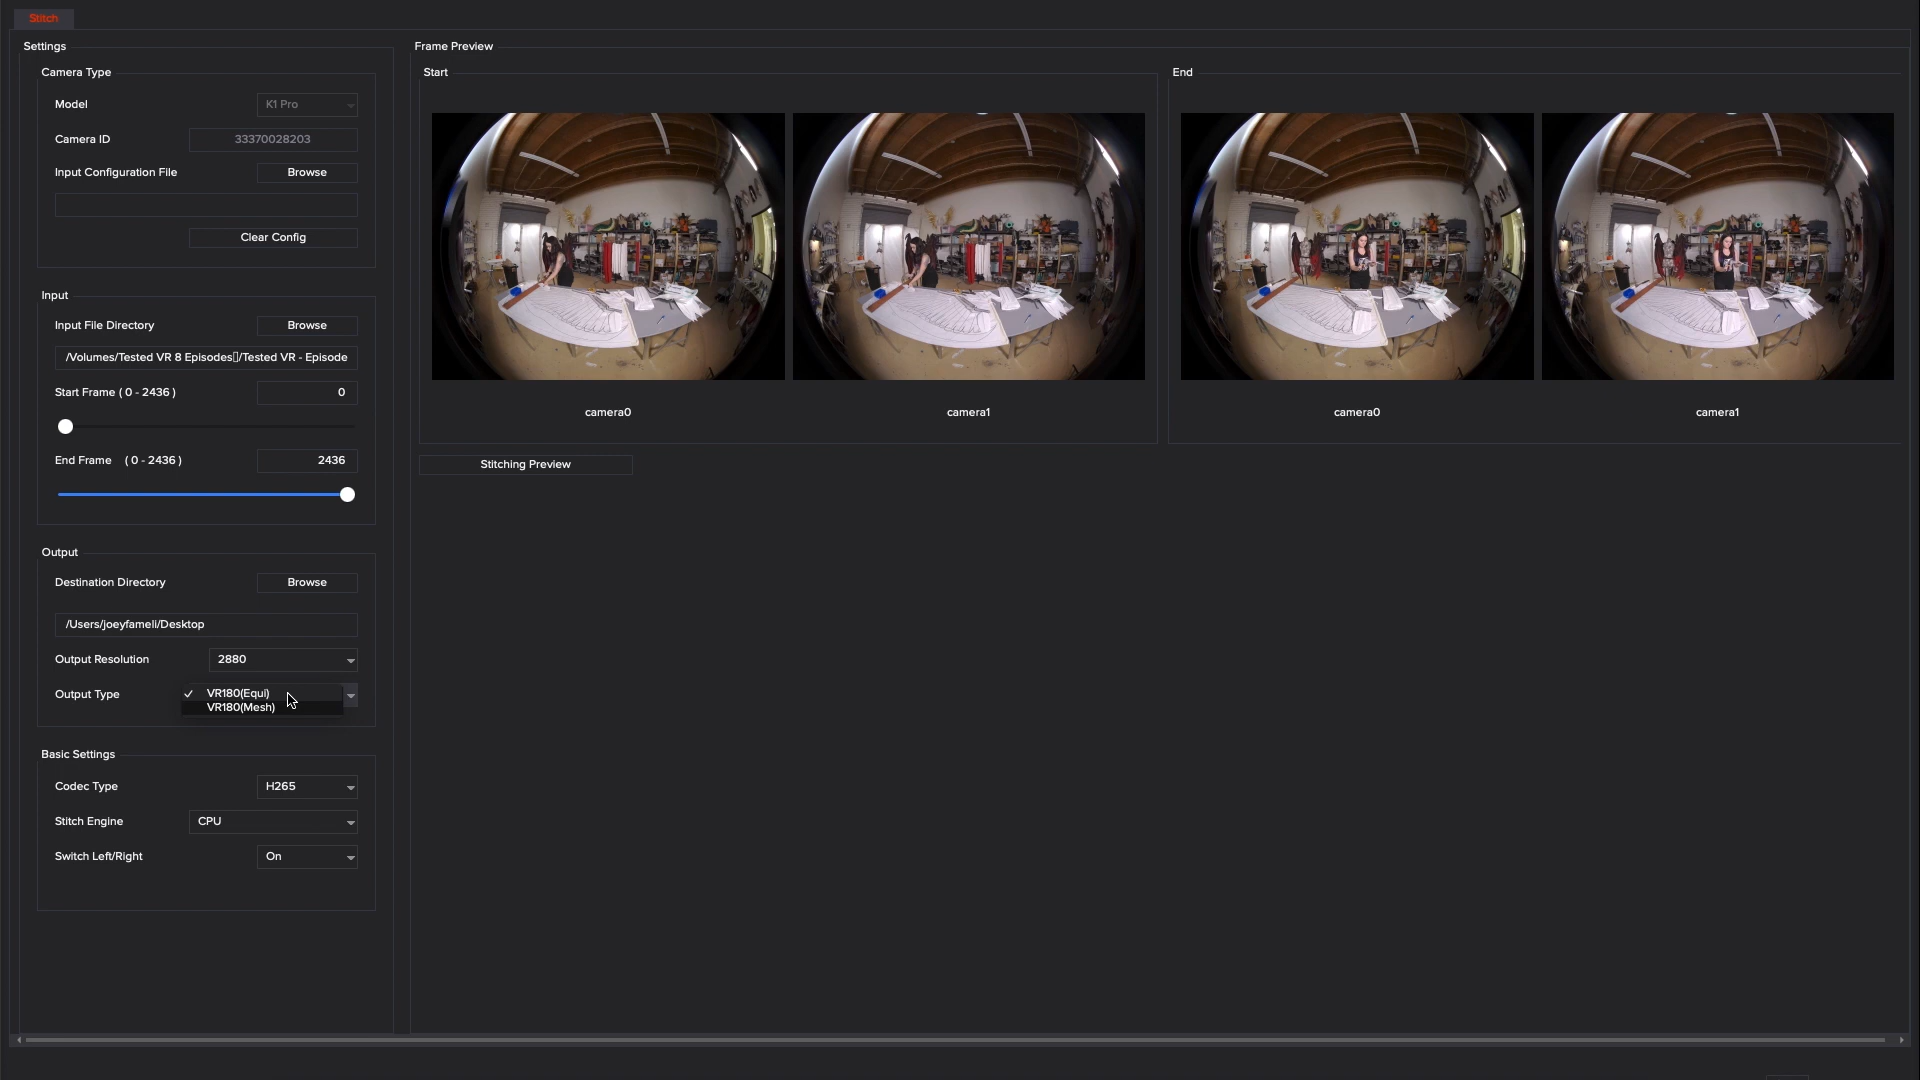 Stitch
Settings
Camera Type
Model K1 Pro
Camera ID 33370028203
Input Configuration File Browse
Clear Config
Input
Input File Directory Browse
/Volumes/Tested VR 8 Episodes▯/Tested VR - Episode
Start Frame ( 0 - 2436 ) 0
End Frame ( 0 - 2436 ) 2436
Output
Destination Directory Browse
/Users/joeyfameli/Desktop
Output Resolution 2880
Output Type ✓ VR180(Equi)
VR180(Mesh)
Basic Settings
Codec Type H265
Stitch Engine CPU
Switch Left/Right On
Frame Preview
Start
camera0 camera1
End
camera0 camera1
Stitching Preview